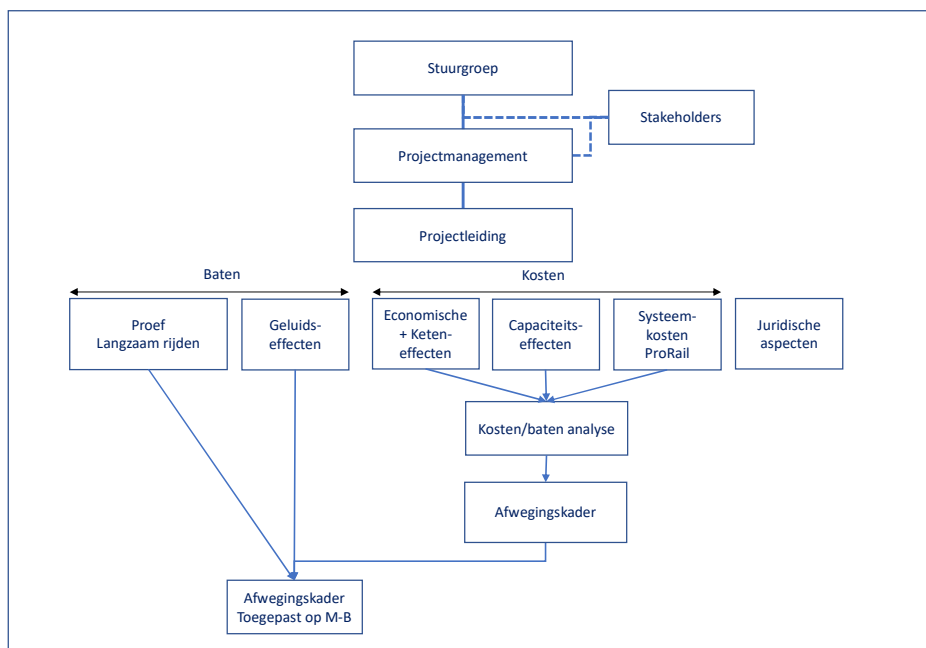 Stuurgroep
Stakeholders
Projectmanagement
Projectleiding
Baten
Kosten
Proef
Langzaam rijden
Geluids-
effecten
Economische
+ Keten-
effecten
Capaciteits-
effecten
Systeem-
kosten
ProRail
Juridische
aspecten
Kosten/baten analyse
Afwegingskader
Afwegingskader
Toegepast op M-B